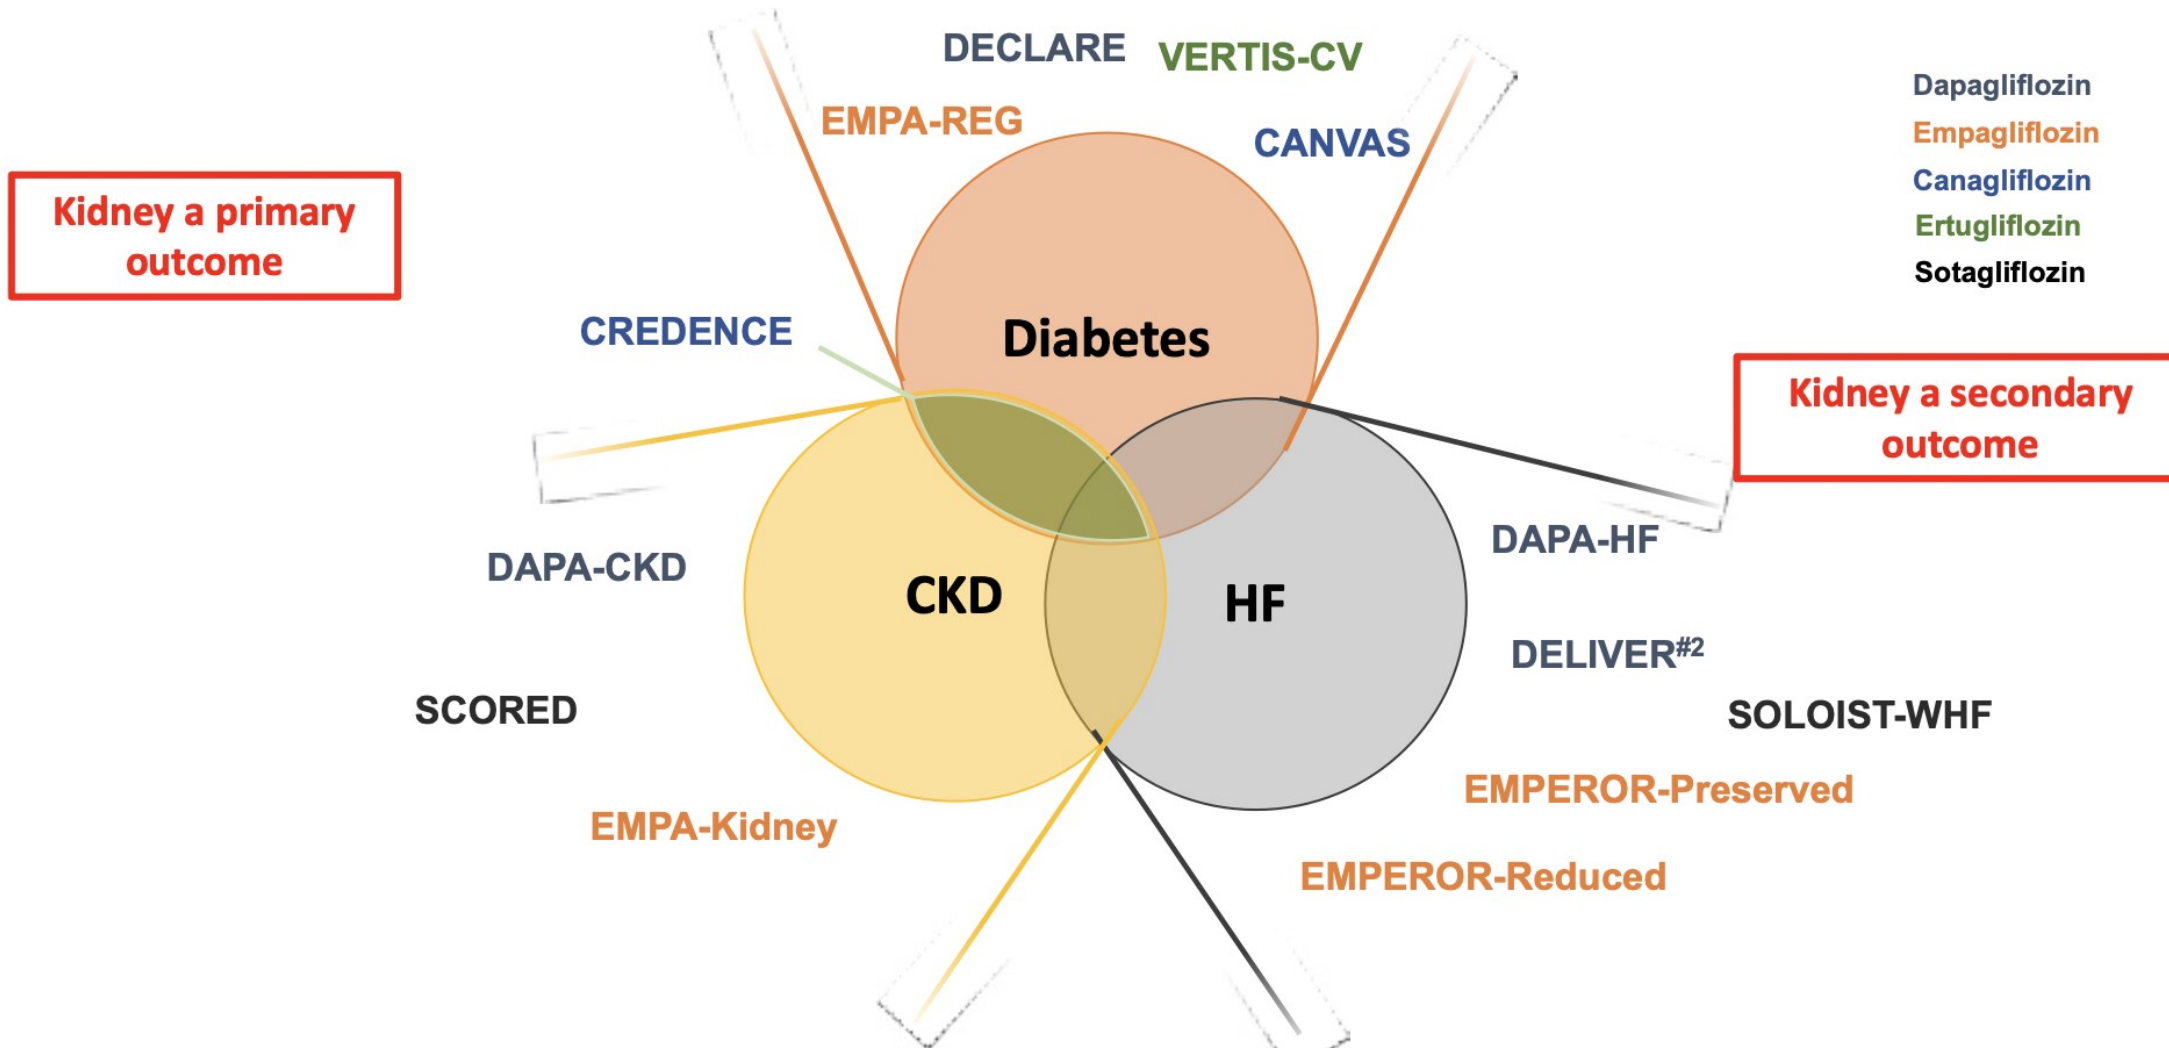 DECLARE
VERTIS-CV
EMPA-REG
CANVAS
Dapagliflozin
Empagliflozin
Canagliflozin
Ertugliflozin
Sotagliflozin
Kidney a primary
outcome
CREDENCE
Diabetes
Kidney a secondary
outcome
DAPA-CKD
CKD
HF
DAPA-HF
DELIVER#2
SCORED
SOLOIST-WHF
EMPEROR-Preserved
EMPA-Kidney
EMPEROR-Reduced